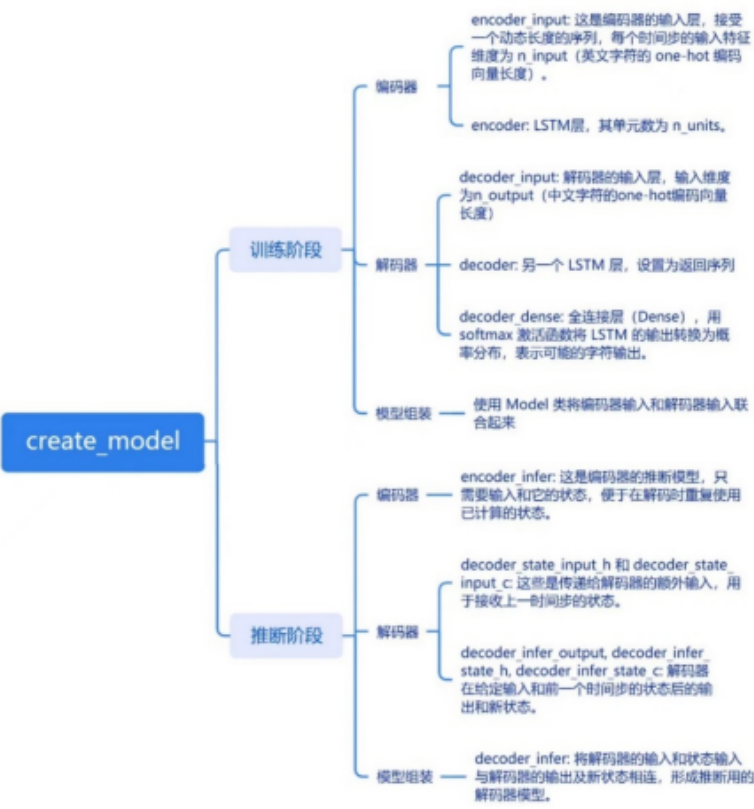 create_model
训练阶段
编码器
encoder_input: 这是编码器的输入层，接受
一个动态长度的序列，每个时间步的输入特征
维度为 n_input（英文字符的 one-hot 编码
向量长度）。
encoder: LSTM层，其单元数为 n_units。
解码器
decoder_input: 解码器的输入层，输入维度
为n_output（中文字符的one-hot编码向量
长度）
decoder: 另一个 LSTM 层，设置为返回序列
decoder_dense: 全连接层（Dense），用
softmax 激活函数将 LSTM 的输出转换为概
率分布，表示可能的字符输出。
模型组装
使用 Model 类将编码器输入和解码器输入联
合起来
推断阶段
编码器
encoder_infer: 这是编码器的推断模型，只
需要输入和它的状态，便于在解码时重复使用
已计算的状态。
解码器
decoder_state_input_h 和 decoder_state_
input_c: 这些是传递给解码器的额外输入，用
于接收上一时间步的状态。
decoder_infer_output, decoder_infer_
state_h, decoder_infer_state_c: 解码器
在给定输入和前一个时间步的状态后的输
出和新状态。
模型组装
decoder_infer: 将解码器的输入和状态输入
与解码器的输出及新状态相连，形成推断用的
解码器模型。